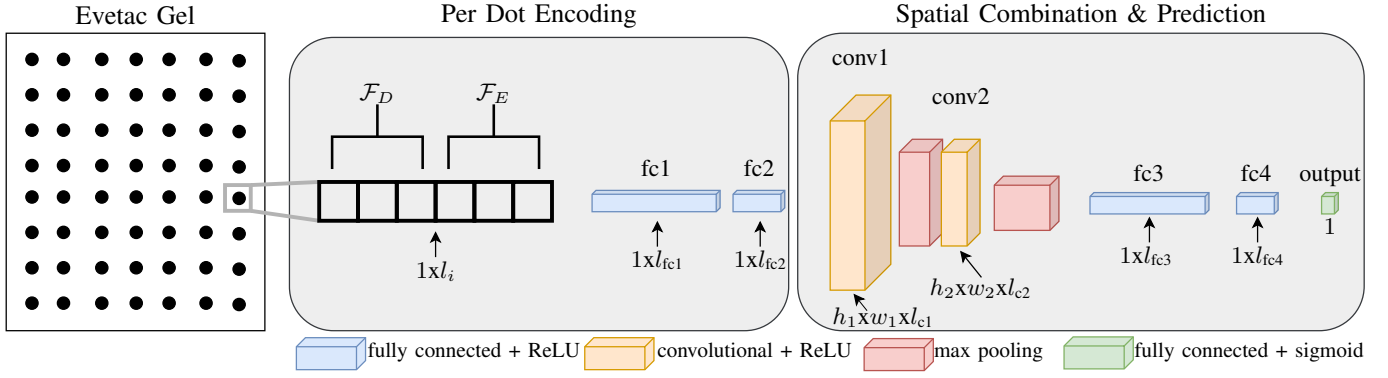 Evetac Gel
Per Dot Encoding
Spatial Combination & Prediction
conv1
conv2
F_D
F_E
fc1
fc2
fc3
fc4
output
1xl_i
1xl_fc1
1xl_fc2
h_1xw_1xl_c1
h_2xw_2xl_c2
1xl_fc3
1xl_fc4
1
fully connected + ReLU
convolutional + ReLU
max pooling
fully connected + sigmoid